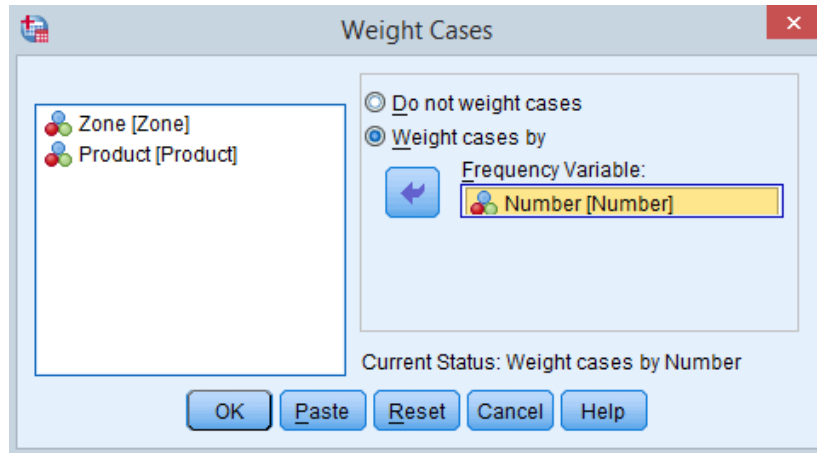 Weight Cases
Zone [Zone]
Product [Product]
Do not weight cases
Weight cases by
Frequency Variable:
Number [Number]
Current Status: Weight cases by Number
OK
Paste
Reset
Cancel
Help